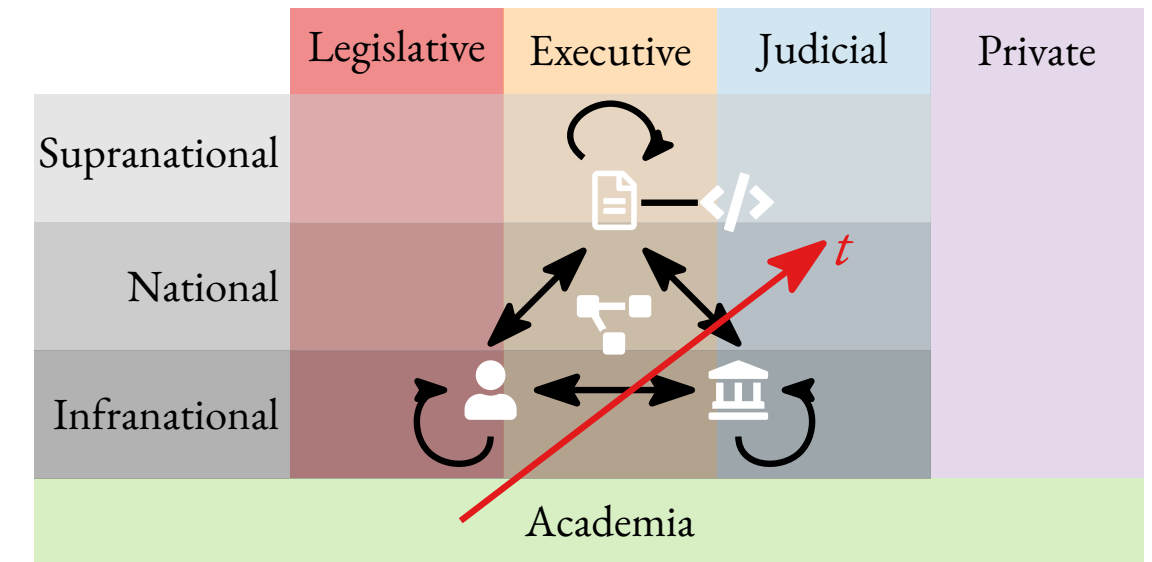 Legislative
Executive
Judicial
Private
Supranational
</>
National
t
Infranational
Academia